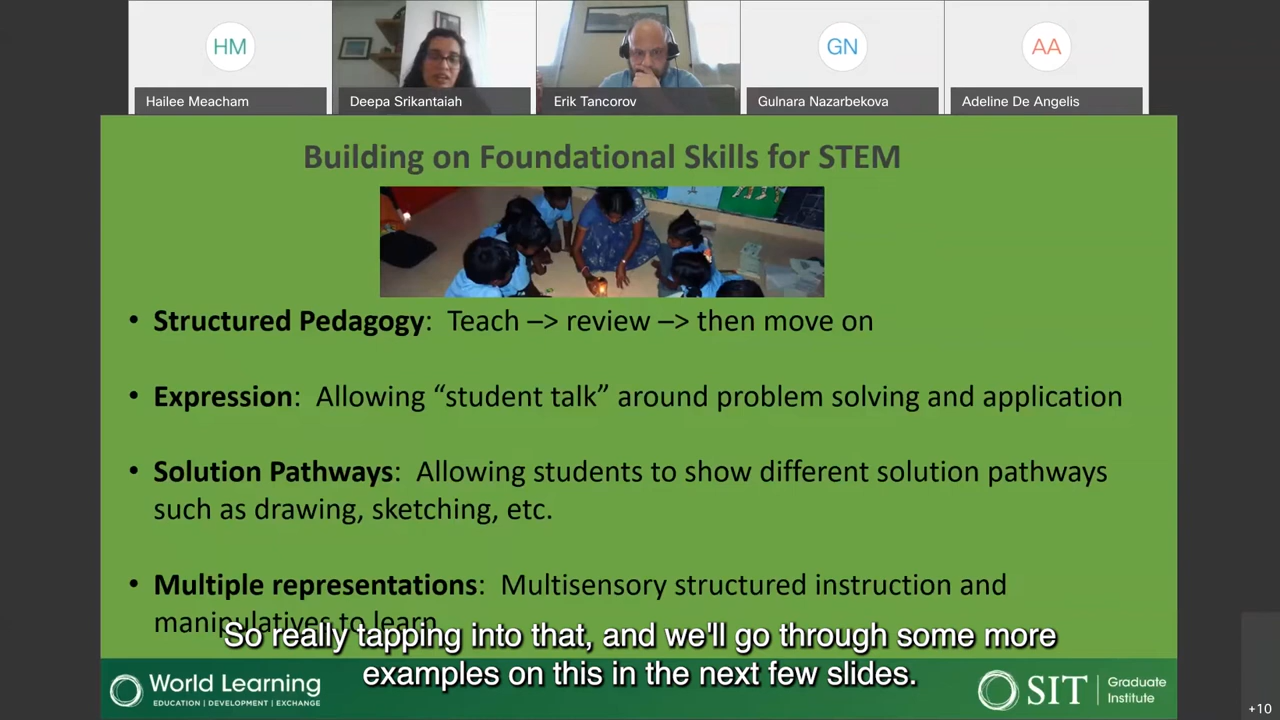 HM
Hailee Meacham
Deepa Srikantaiah
Erik Tancorov
GN
Gulnara Nazarbekova
AA
Adeline De Angelis
Building on Foundational Skills for STEM
• Structured Pedagogy:  Teach –> review –> then move on
• Expression:  Allowing “student talk” around problem solving and application
• Solution Pathways:  Allowing students to show different solution pathways
such as drawing, sketching, etc.
• Multiple representations:  Multisensory structured instruction and
manipulatives to learn
So really tapping into that, and we'll go through some more
examples on this in the next few slides.
World Learning
EDUCATION | DEVELOPMENT | EXCHANGE
SIT Graduate
Institute
+10